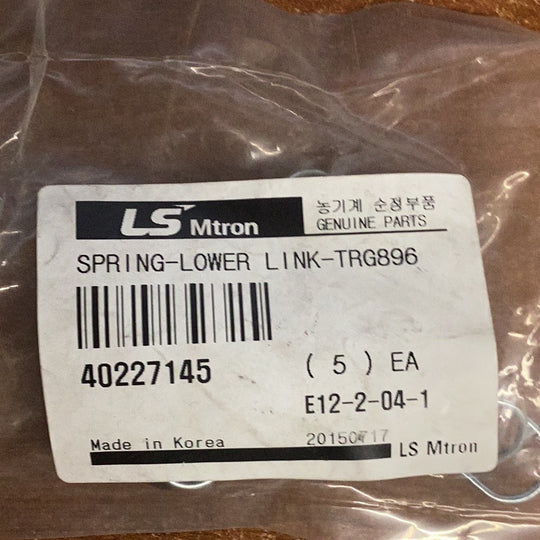 LS Mtron
농기계 순정부품
GENUINE PARTS
SPRING-LOWER LINK-TRG896
40227145
( 5 ) EA
E12-2-04-1
Made in Korea
20150717
LS Mtron